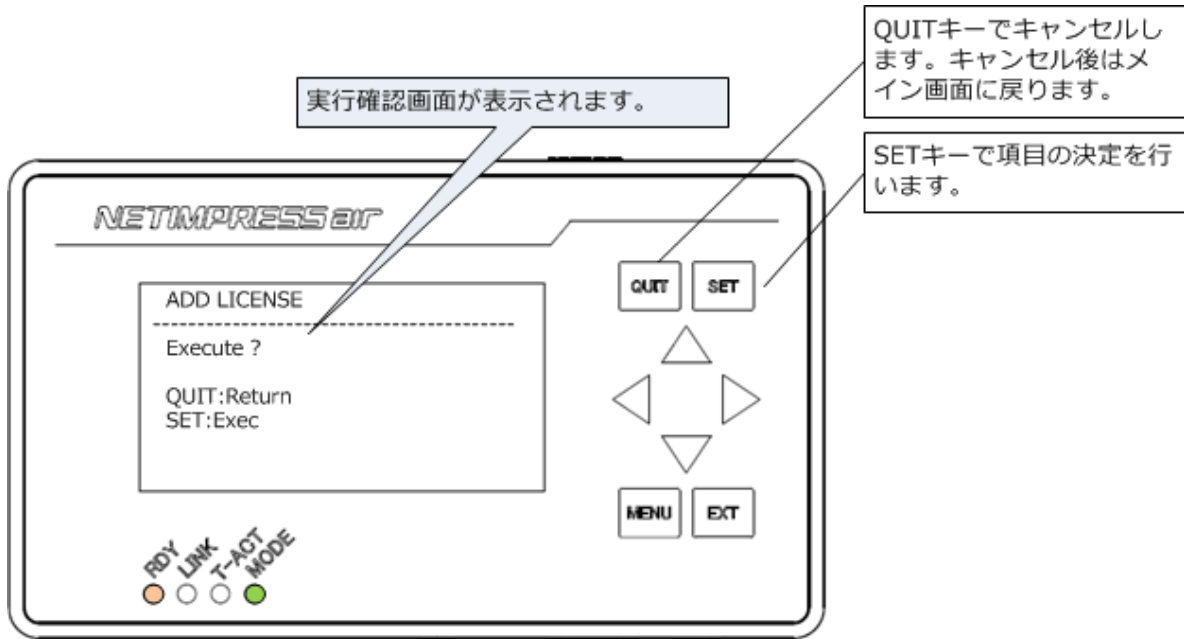 QUITキーでキャンセルし
ます。キャンセル後はメ
イン画面に戻ります。
実行確認画面が表示されます。
SETキーで項目の決定を行
います。
NETIMPRESS air
QUIT SET
ADD LICENSE
Execute ?
QUIT:Return
SET:Exec
MENU EXT
RDY LINK T-ACT MODE